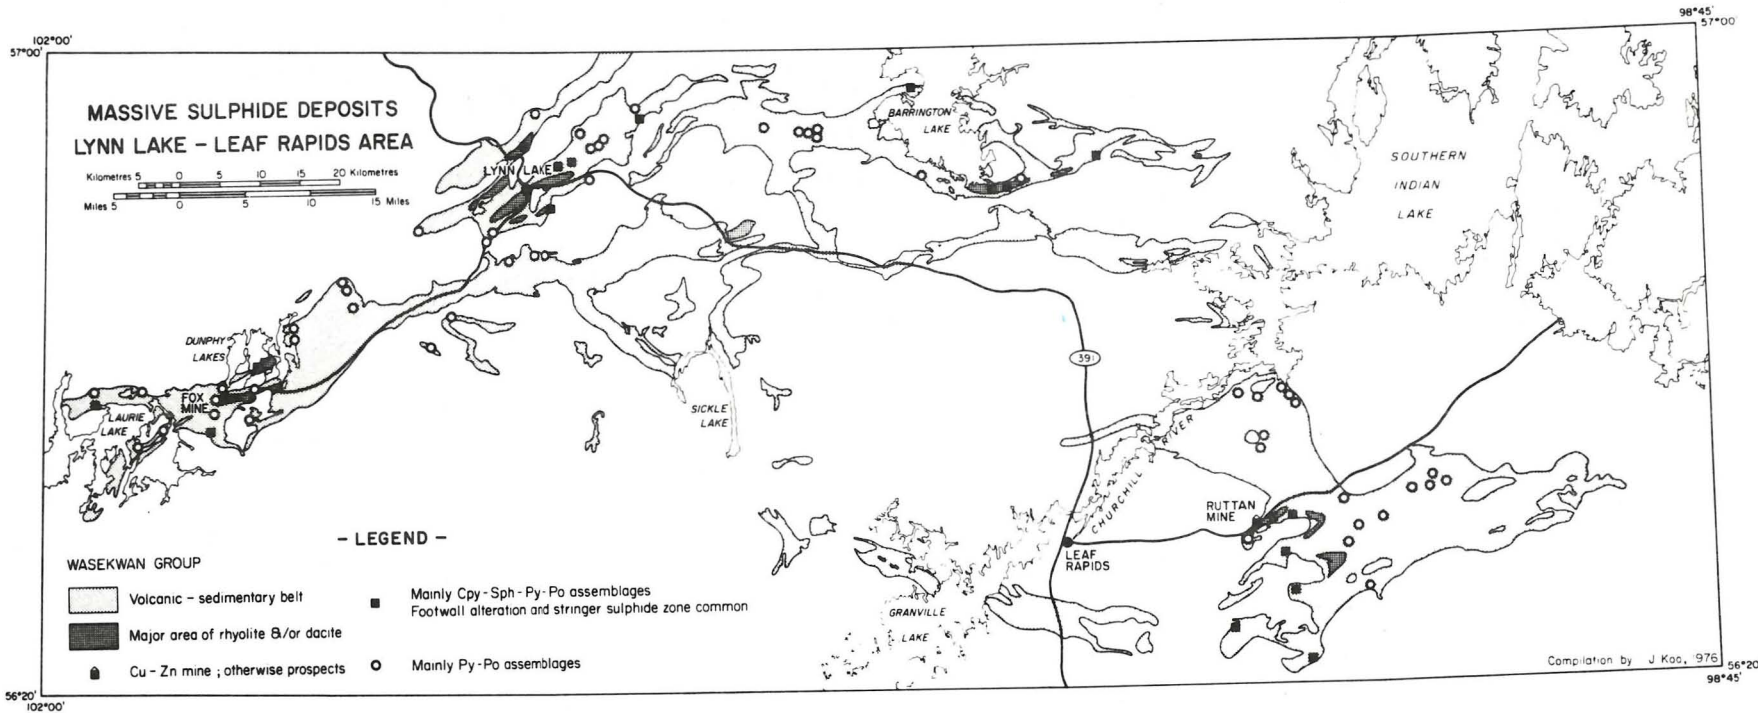 102°00'
57°00'
98°45'
57°00'
MASSIVE SULPHIDE DEPOSITS
LYNN LAKE – LEAF RAPIDS AREA
Kilometres 5 0 5 10 15 20 Kilometres
Miles 5 0 5 10 15 Miles
LYNN LAKE
BARRINGTON
LAKE
SOUTHERN
INDIAN
LAKE
DUNPHY
LAKES
FOX
MINE
LAURIE
LAKE
SICKLE
LAKE
391
CHURCHILL RIVER
RUTTAN
MINE
LEAF
RAPIDS
GRANVILLE
LAKE
– LEGEND –
WASEKWAN GROUP
Volcanic – sedimentary belt
Major area of rhyolite &/or dacite
Cu – Zn mine ; otherwise prospects
Mainly Cpy – Sph – Py – Po assemblages
Footwall alteration and stringer sulphide zone common
Mainly Py – Po assemblages
Compilation by J Koo, 1976
56°20'
102°00'
56°20'
98°45'